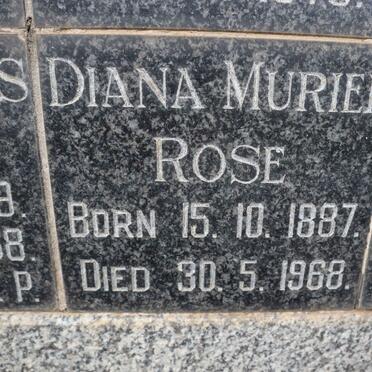 DIANA MURIEL
ROSE
BORN 15. 10. 1887.
DIED 30. 5. 1968.